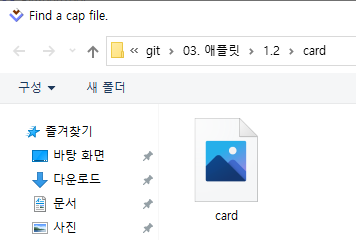 Find a cap file.
« git > 03. 애플릿 > 1.2 > card
구성 새 폴더
즐겨찾기
바탕 화면
다운로드
문서
사진
card